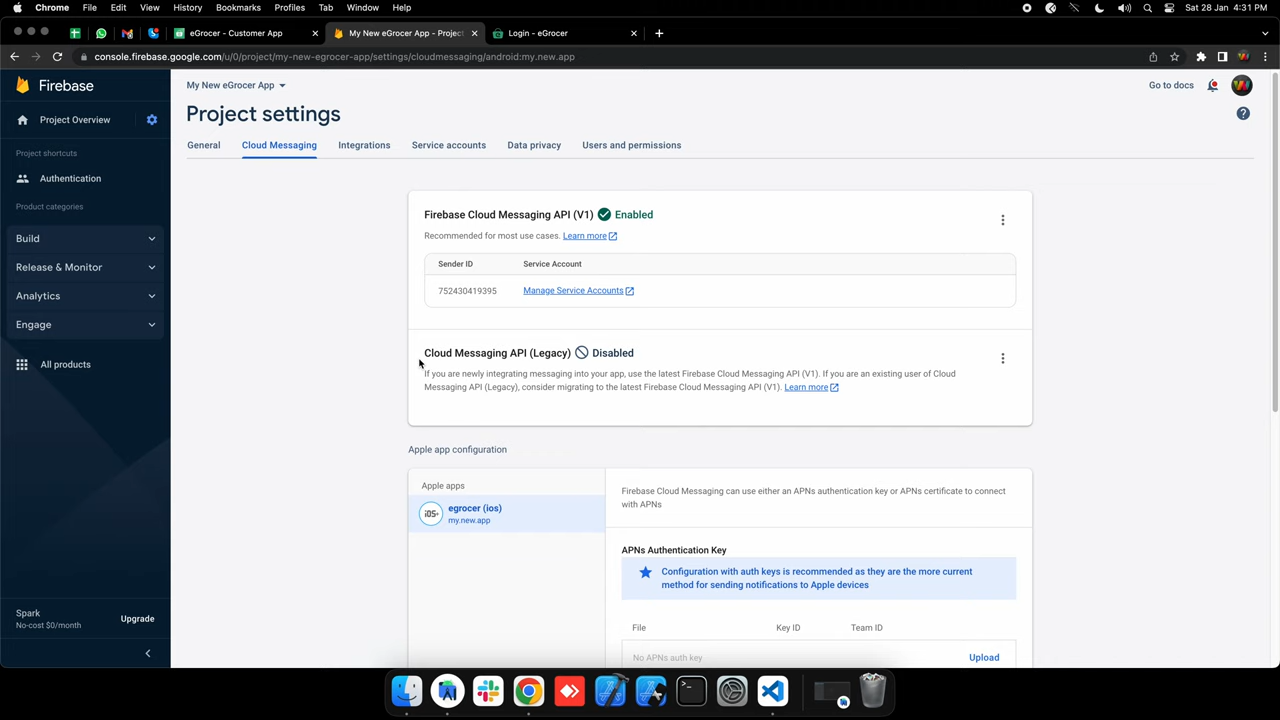 Chrome File Edit View History Bookmarks Profiles Tab Window Help Sat 28 Jan 4:31 PM
eGrocer - Customer App My New eGrocer App - Project Login - eGrocer
console.firebase.google.com/u/0/project/my-new-egrocer-app/settings/cloudmessaging/android:my.new.app
Firebase
My New eGrocer App
Go to docs
Project Overview
Project settings
Project shortcuts
General Cloud Messaging Integrations Service accounts Data privacy Users and permissions
Authentication
Product categories
Build
Release & Monitor
Analytics
Engage
All products
Firebase Cloud Messaging API (V1) Enabled
Recommended for most use cases. Learn more
Sender ID Service Account
752430419395 Manage Service Accounts
Cloud Messaging API (Legacy) Disabled
If you are newly integrating messaging into your app, use the latest Firebase Cloud Messaging API (V1). If you are an existing user of Cloud
Messaging API (Legacy), consider migrating to the latest Firebase Cloud Messaging API (V1). Learn more
Apple app configuration
Apple apps
iOS+
egrocer (ios)
my.new.app
Firebase Cloud Messaging can use either an APNs authentication key or APNs certificate to connect
with APNs
APNs Authentication Key
Configuration with auth keys is recommended as they are the more current
method for sending notifications to Apple devices
File Key ID Team ID
No APNs auth key Upload
Spark
No-cost $0/month
Upgrade